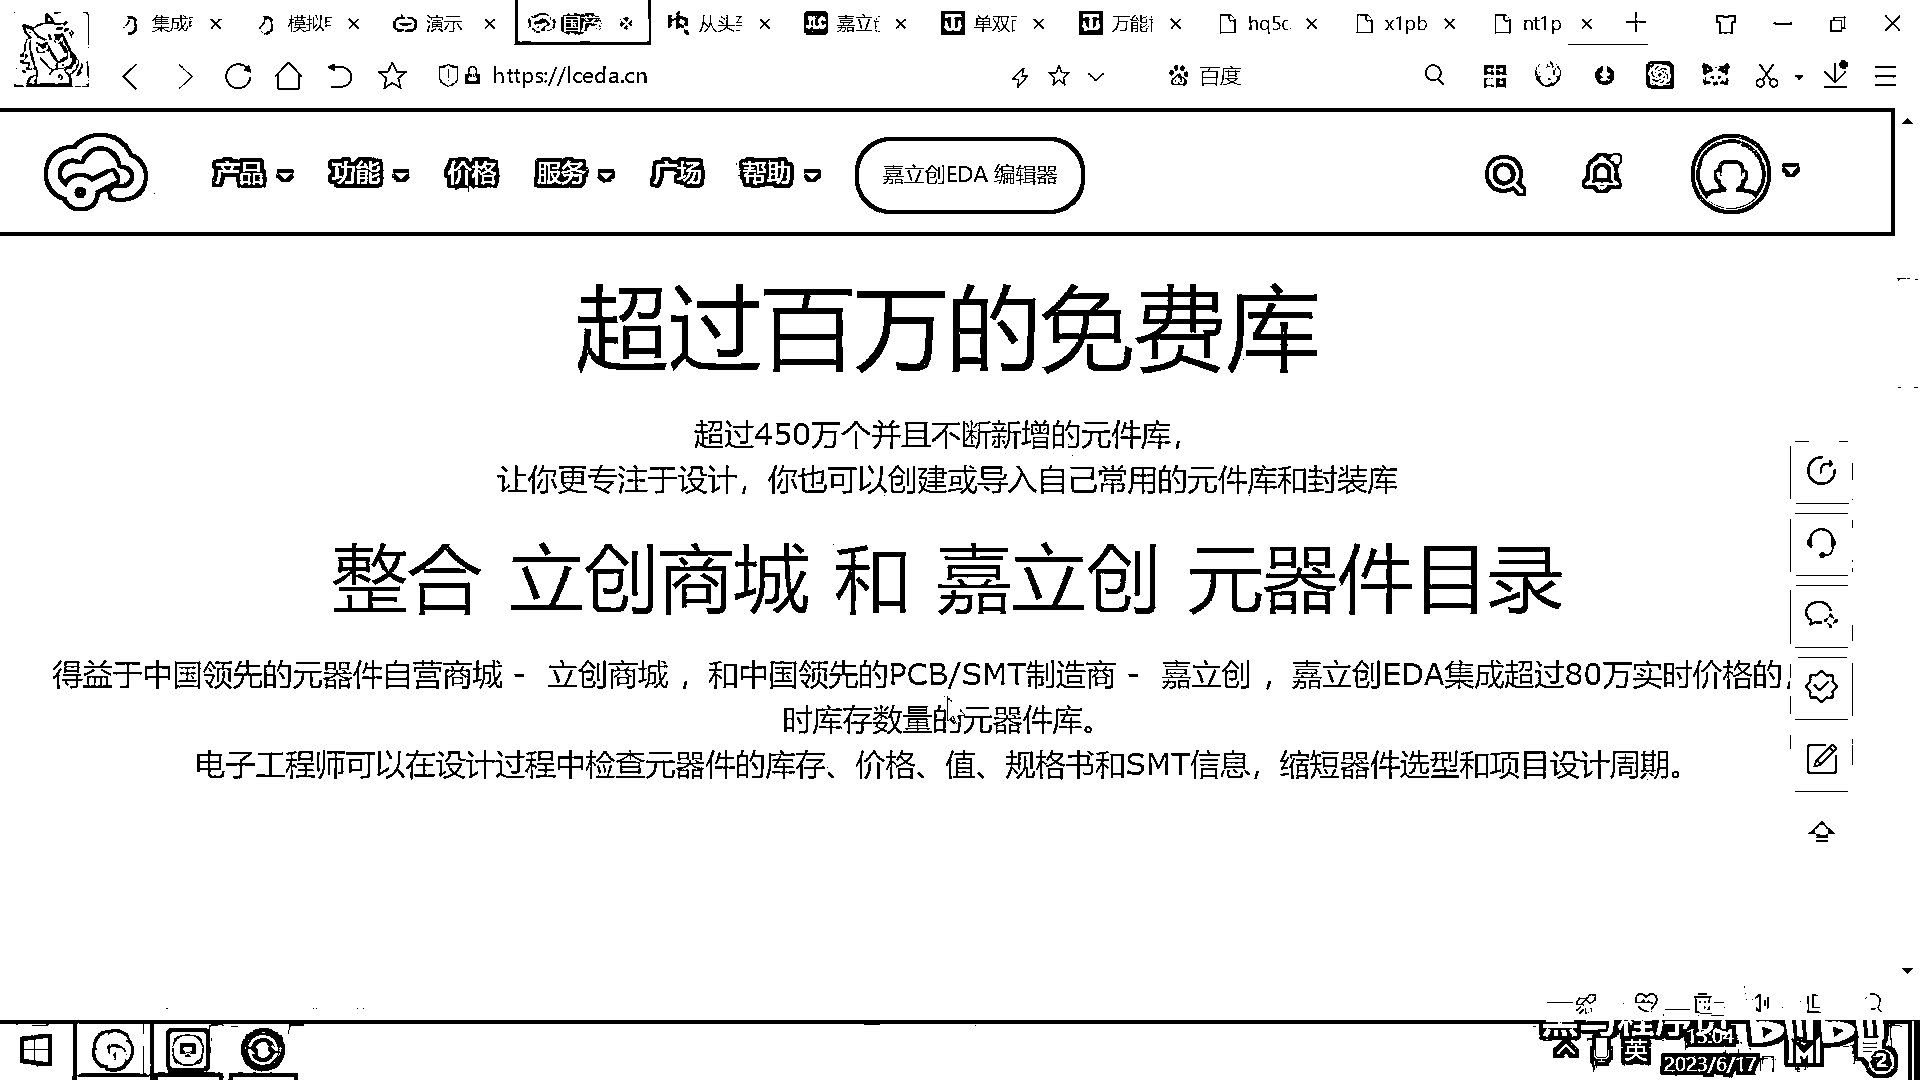 集成 模拟 演示 国产 从头 嘉立 单双 万能 hq5c x1pb nt1p
https://lceda.cn 百度
产品 功能 价格 服务 广场 帮助 嘉立创EDA 编辑器
超过百万的免费库
超过450万个并且不断新增的元件库，
让你更专注于设计，你也可以创建或导入自己常用的元件库和封装库
整合 立创商城 和 嘉立创 元器件目录
得益于中国领先的元器件自营商城 - 立创商城 ，和中国领先的PCB/SMT制造商 - 嘉立创 ，嘉立创EDA集成超过80万实时价格的
时库存数量的元器件库。
电子工程师可以在设计过程中检查元器件的库存、价格、值、规格书和SMT信息，缩短器件选型和项目设计周期。
英 15:04
2023/6/17 2